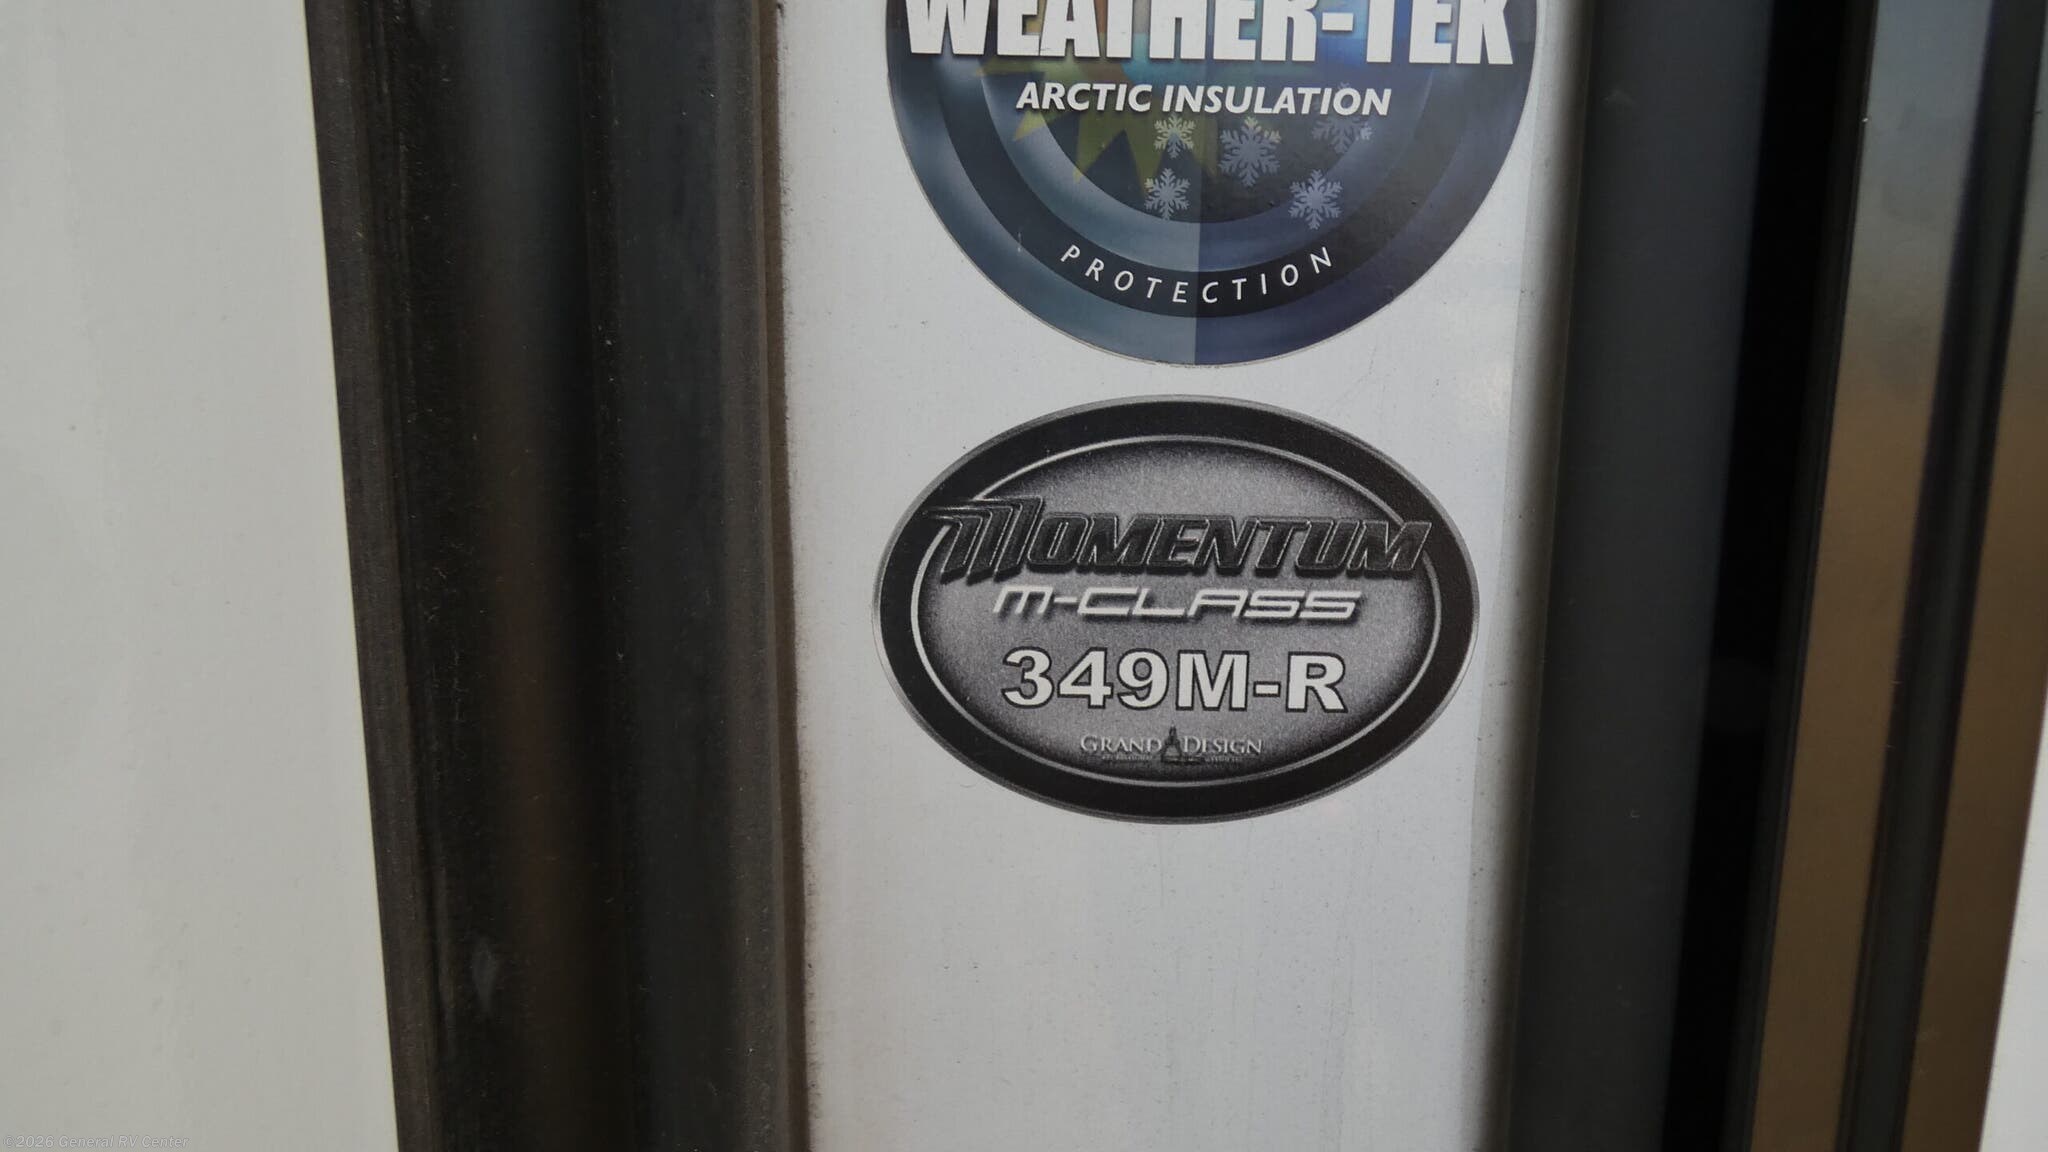 WEATHER-TEK
ARCTIC INSULATION
PROTECTION
MOMENTUM
M-CLASS
349M-R
GRAND DESIGN
©2026 General RV Center